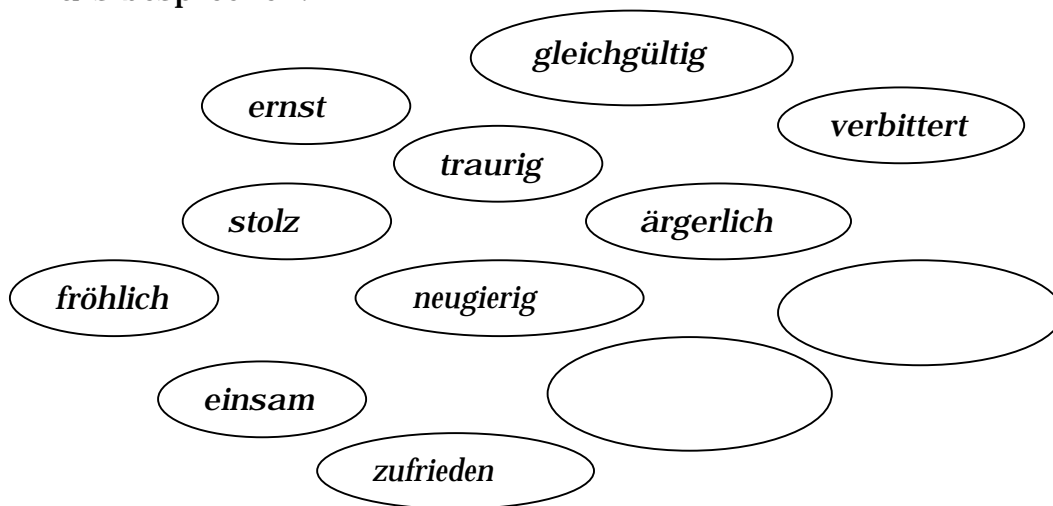 gleichgültig
ernst
verbittert
traurig
stolz
ärgerlich
fröhlich
neugierig
einsam
zufrieden